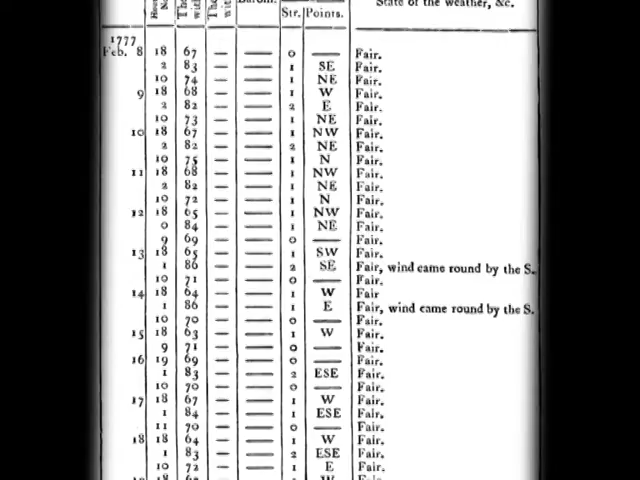 Hour No. The with The with Barom. Str. Points. State of the weather, &c.
1777
Feb. 8 18 67 — — 0 — Fair.
2 83 — — 1 SE Fair.
10 74 — — 1 NE Fair.
9 18 68 — — 1 W Fair.
2 82 — — 2 E Fair.
10 73 — — 1 NE Fair.
10 18 67 — — 1 NW Fair.
2 82 — — 2 NE Fair.
10 75 — — 1 N Fair.
11 18 68 — — 1 NW Fair.
2 82 — — 1 NE Fair.
10 72 — — 1 N Fair.
12 18 65 — — 1 NW Fair.
0 84 — — 1 NE Fair.
9 69 — — 0 — Fair.
13 18 65 — — 1 SW Fair.
1 86 — — 2 SE Fair, wind came round by the S.
10 71 — — 0 — Fair.
14 18 64 — — 1 W Fair
1 86 — — 1 E Fair, wind came round by the S.
10 70 — — 0 — Fair.
15 18 63 — — 1 W Fair.
9 71 — — 0 — Fair.
16 19 69 — — 0 — Fair.
1 83 — — 2 ESE Fair.
10 70 — — 0 — Fair.
17 18 67 — — 1 W Fair.
1 84 — — 1 ESE Fair.
11 70 — — 0 — Fair.
18 18 64 — — 1 W Fair.
1 83 — — 2 ESE Fair.
10 72 — — 1 E Fair.